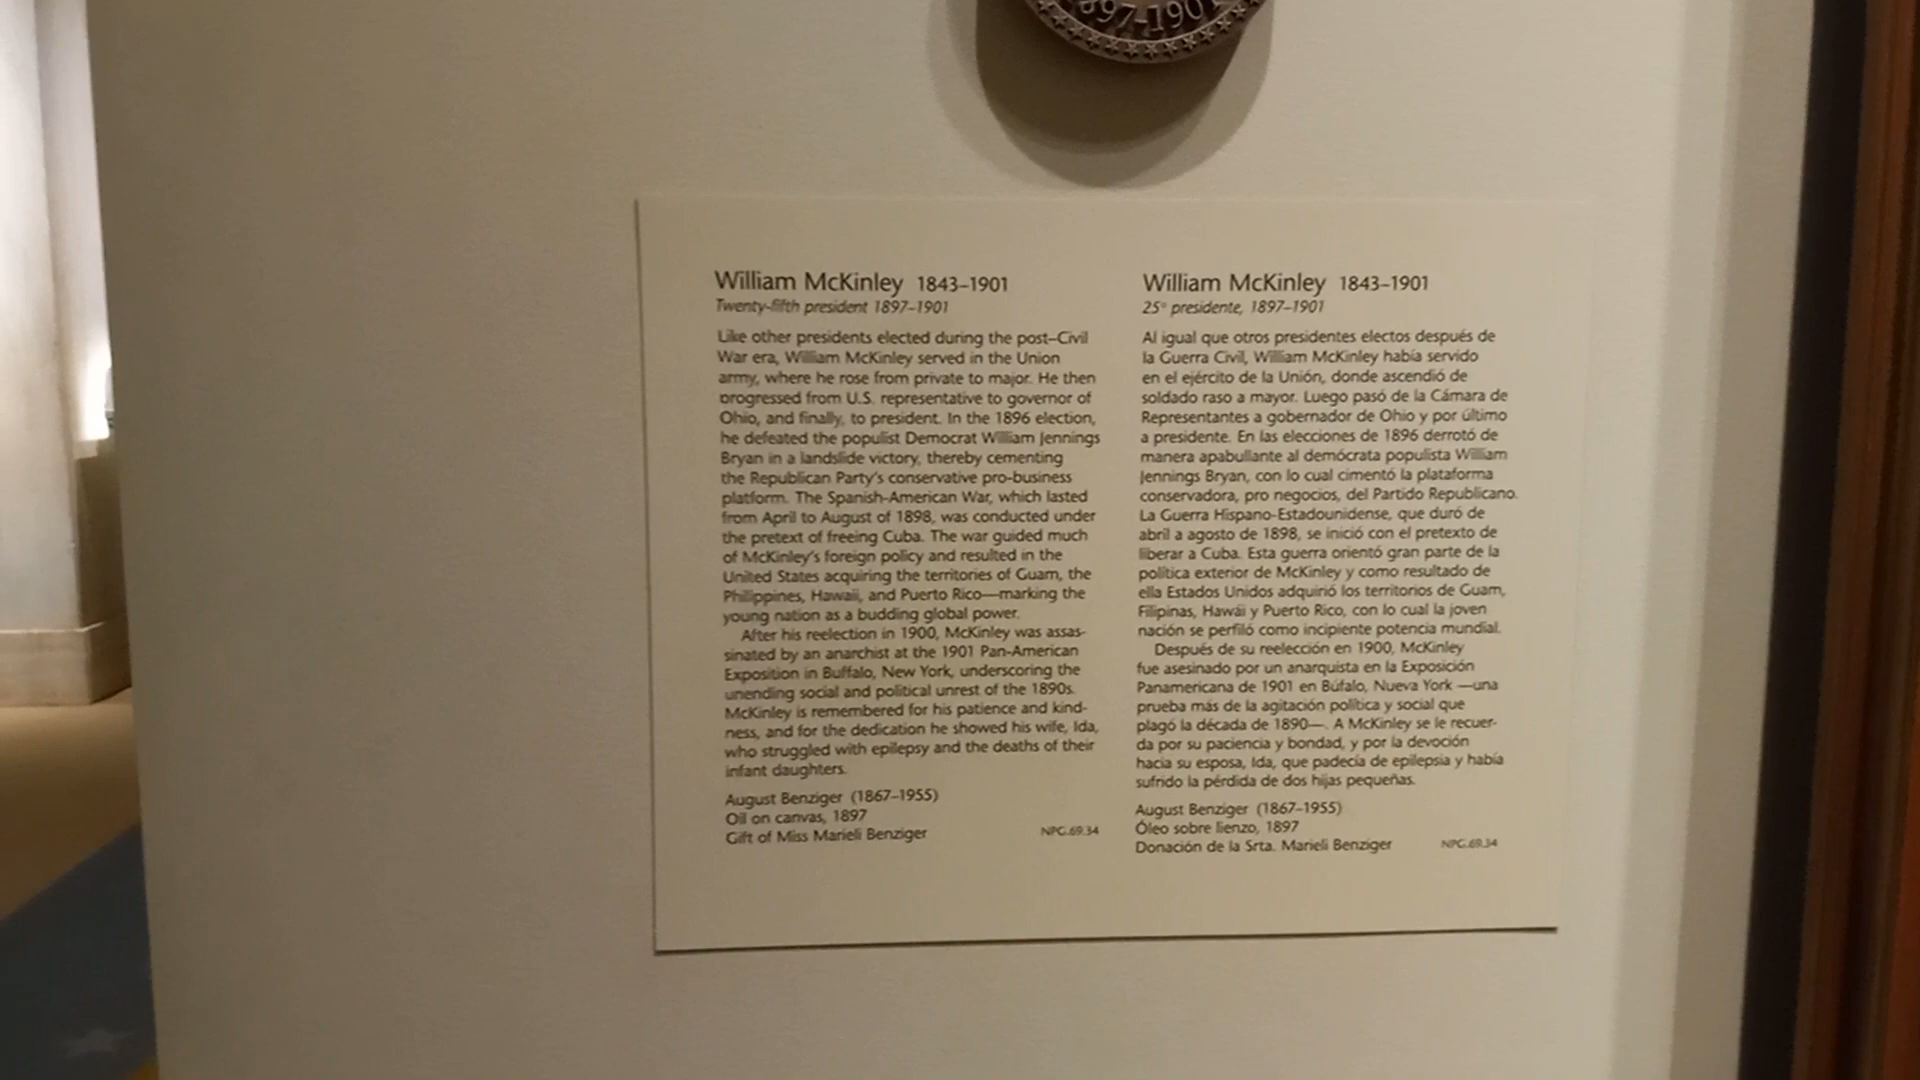 1897-1901
William McKinley 1843–1901
Twenty-fifth president 1897–1901
Like other presidents elected during the post–Civil
War era, William McKinley served in the Union
army, where he rose from private to major. He then
progressed from U.S. representative to governor of
Ohio, and finally, to president. In the 1896 election,
he defeated the populist Democrat William Jennings
Bryan in a landslide victory, thereby cementing
the Republican Party's conservative pro-business
platform. The Spanish-American War, which lasted
from April to August of 1898, was conducted under
the pretext of freeing Cuba. The war guided much
of McKinley's foreign policy and resulted in the
United States acquiring the territories of Guam, the
Philippines, Hawaii, and Puerto Rico—marking the
young nation as a budding global power.
After his reelection in 1900, McKinley was assas-
sinated by an anarchist at the 1901 Pan-American
Exposition in Buffalo, New York, underscoring the
unending social and political unrest of the 1890s.
McKinley is remembered for his patience and kind-
ness, and for the dedication he showed his wife, Ida,
who struggled with epilepsy and the deaths of their
infant daughters.
August Benziger (1867–1955)
Oil on canvas, 1897
Gift of Miss Marieli Benziger NPG.69.34
William McKinley 1843–1901
25º presidente, 1897–1901
Al igual que otros presidentes electos después de
la Guerra Civil, William McKinley había servido
en el ejército de la Unión, donde ascendió de
soldado raso a mayor. Luego pasó de la Cámara de
Representantes a gobernador de Ohio y por último
a presidente. En las elecciones de 1896 derrotó de
manera apabullante al demócrata populista William
Jennings Bryan, con lo cual cimentó la plataforma
conservadora, pro negocios, del Partido Republicano.
La Guerra Hispano-Estadounidense, que duró de
abril a agosto de 1898, se inició con el pretexto de
liberar a Cuba. Esta guerra orientó gran parte de la
política exterior de McKinley y como resultado de
ella Estados Unidos adquirió los territorios de Guam,
Filipinas, Hawái y Puerto Rico, con lo cual la joven
nación se perfiló como incipiente potencia mundial.
Después de su reelección en 1900, McKinley
fue asesinado por un anarquista en la Exposición
Panamericana de 1901 en Búfalo, Nueva York —una
prueba más de la agitación política y social que
plagó la década de 1890—. A McKinley se le recuer-
da por su paciencia y bondad, y por la devoción
hacia su esposa, Ida, que padecía de epilepsia y había
sufrido la pérdida de dos hijas pequeñas.
August Benziger (1867–1955)
Óleo sobre lienzo, 1897
Donación de la Srta. Marieli Benziger NPG.69.34